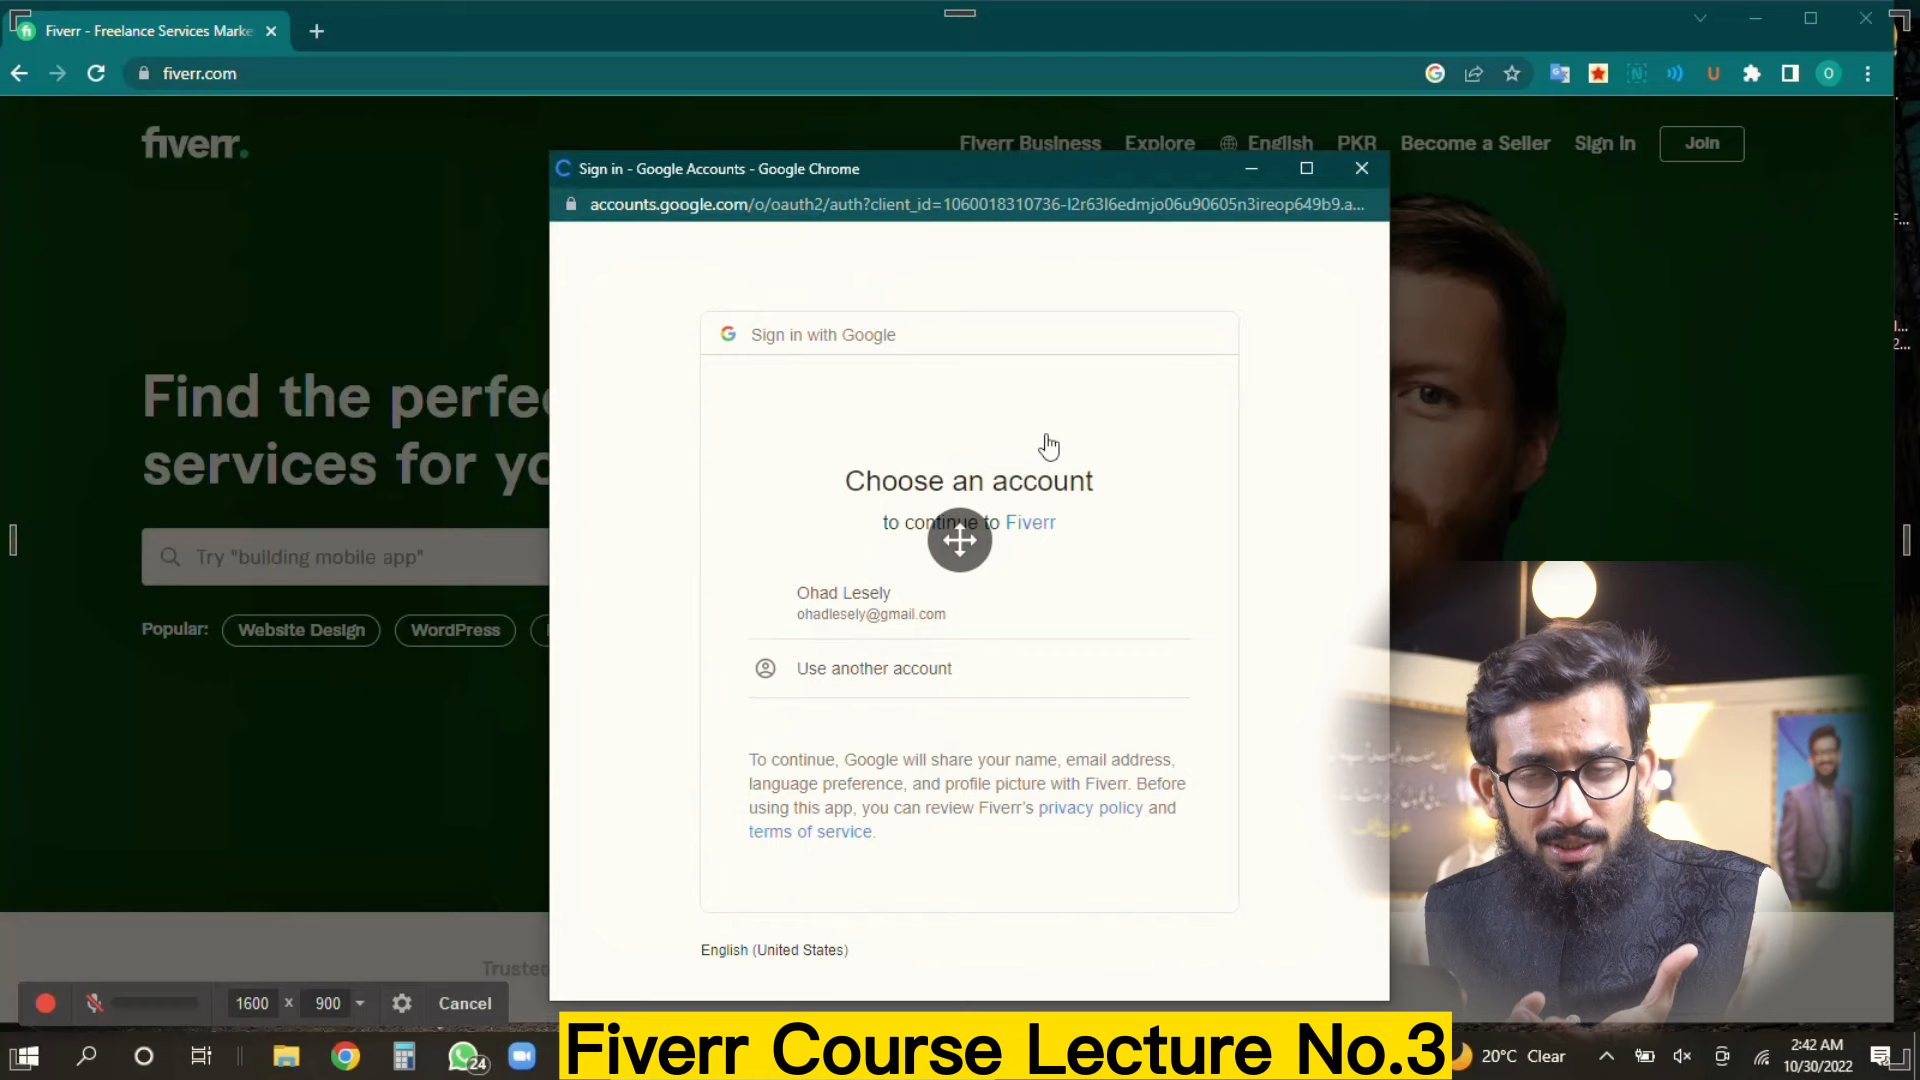 Fiverr - Freelance Services Marke
fiverr.com
fiverr.
Fiverr Business Explore English PKR Become a Seller Sign In Join
Sign in - Google Accounts - Google Chrome
accounts.google.com/o/oauth2/auth?client_id=1060018310736-l2r63l6edmjo06u90605n3ireop649b9.a...
Sign in with Google
Find the perfe
services for yo
Choose an account
to continue to Fiverr
Try "building mobile app"
Ohad Lesely
ohadlesely@gmail.com
Popular: Website Design WordPress
Use another account
To continue, Google will share your name, email address,
language preference, and profile picture with Fiverr. Before
using this app, you can review Fiverr's privacy policy and
terms of service.
English (United States)
Trusted
1600 x 900 Cancel
Fiverr Course Lecture No.3
24
20°C Clear
2:42 AM
10/30/2022